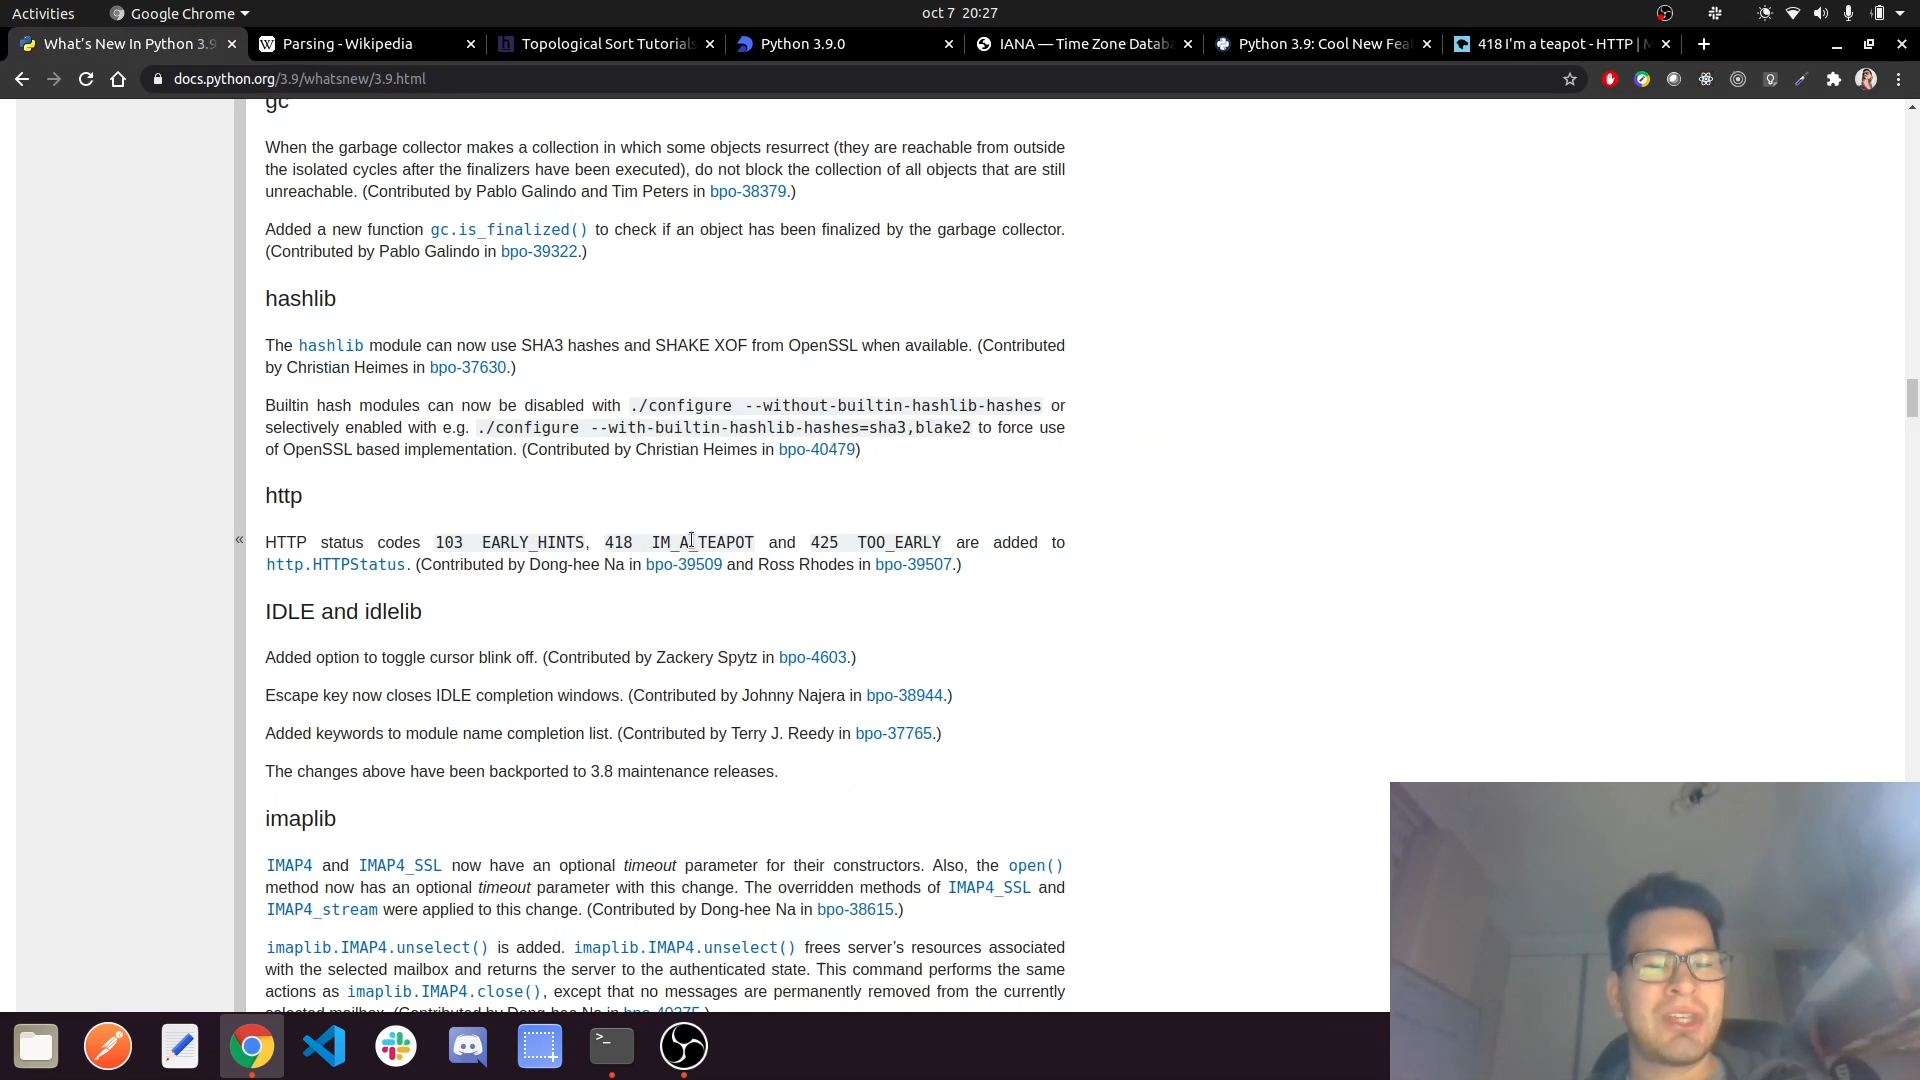 Activities
Google Chrome
oct 7 20:27
What's New In Python 3.9
Parsing - Wikipedia
Topological Sort Tutorials
Python 3.9.0
IANA — Time Zone Databa
Python 3.9: Cool New Fea
418 I'm a teapot - HTTP | M
docs.python.org/3.9/whatsnew/3.9.html
gc
When the garbage collector makes a collection in which some objects resurrect (they are reachable from outside
the isolated cycles after the finalizers have been executed), do not block the collection of all objects that are still
unreachable. (Contributed by Pablo Galindo and Tim Peters in bpo-38379.)
Added a new function gc.is_finalized() to check if an object has been finalized by the garbage collector.
(Contributed by Pablo Galindo in bpo-39322.)
hashlib
The hashlib module can now use SHA3 hashes and SHAKE XOF from OpenSSL when available. (Contributed
by Christian Heimes in bpo-37630.)
Builtin hash modules can now be disabled with ./configure --without-builtin-hashlib-hashes or
selectively enabled with e.g. ./configure --with-builtin-hashlib-hashes=sha3,blake2 to force use
of OpenSSL based implementation. (Contributed by Christian Heimes in bpo-40479)
http
«
HTTP status codes 103 EARLY_HINTS, 418 IM_A_TEAPOT and 425 TOO_EARLY are added to
http.HTTPStatus. (Contributed by Dong-hee Na in bpo-39509 and Ross Rhodes in bpo-39507.)
IDLE and idlelib
Added option to toggle cursor blink off. (Contributed by Zackery Spytz in bpo-4603.)
Escape key now closes IDLE completion windows. (Contributed by Johnny Najera in bpo-38944.)
Added keywords to module name completion list. (Contributed by Terry J. Reedy in bpo-37765.)
The changes above have been backported to 3.8 maintenance releases.
imaplib
IMAP4 and IMAP4_SSL now have an optional timeout parameter for their constructors. Also, the open()
method now has an optional timeout parameter with this change. The overridden methods of IMAP4_SSL and
IMAP4_stream were applied to this change. (Contributed by Dong-hee Na in bpo-38615.)
imaplib.IMAP4.unselect() is added. imaplib.IMAP4.unselect() frees server's resources associated
with the selected mailbox and returns the server to the authenticated state. This command performs the same
actions as imaplib.IMAP4.close(), except that no messages are permanently removed from the currently
selected mailbox. (Contributed by Dong-hee Na in bpo-40375.)